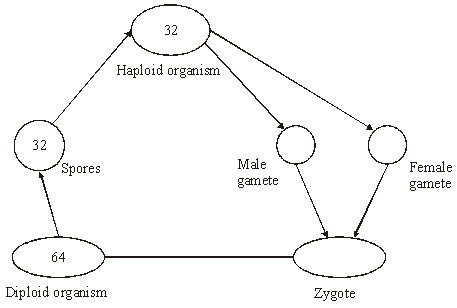 32
Haploid organism
32
Spores
Male
gamete
Female
gamete
64
Diploid organism
Zygote